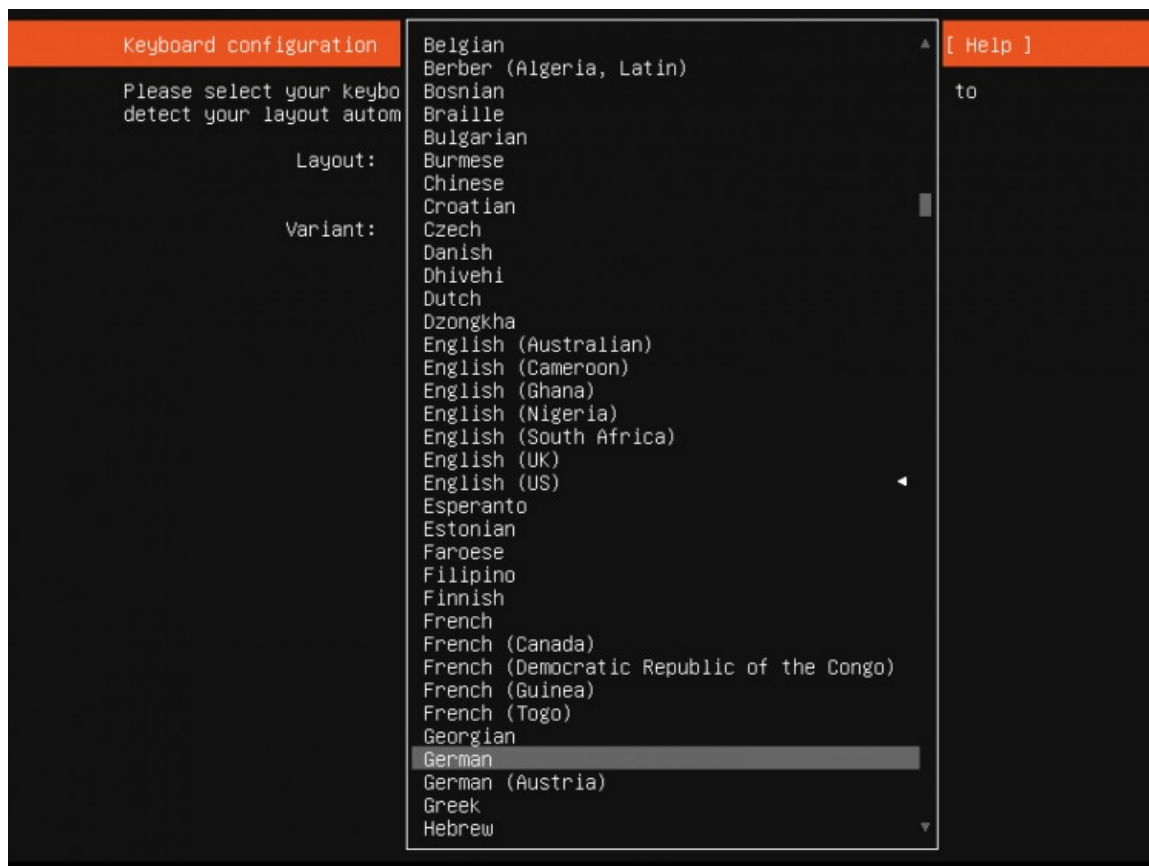 Keyboard configuration
[ Help ]
Please select your keybo
to
detect your layout autom
Layout:
Variant:
Belgian
Berber (Algeria, Latin)
Bosnian
Braille
Bulgarian
Burmese
Chinese
Croatian
Czech
Danish
Dhivehi
Dutch
Dzongkha
English (Australian)
English (Cameroon)
English (Ghana)
English (Nigeria)
English (South Africa)
English (UK)
English (US)
Esperanto
Estonian
Faroese
Filipino
Finnish
French
French (Canada)
French (Democratic Republic of the Congo)
French (Guinea)
French (Togo)
Georgian
German
German (Austria)
Greek
Hebrew